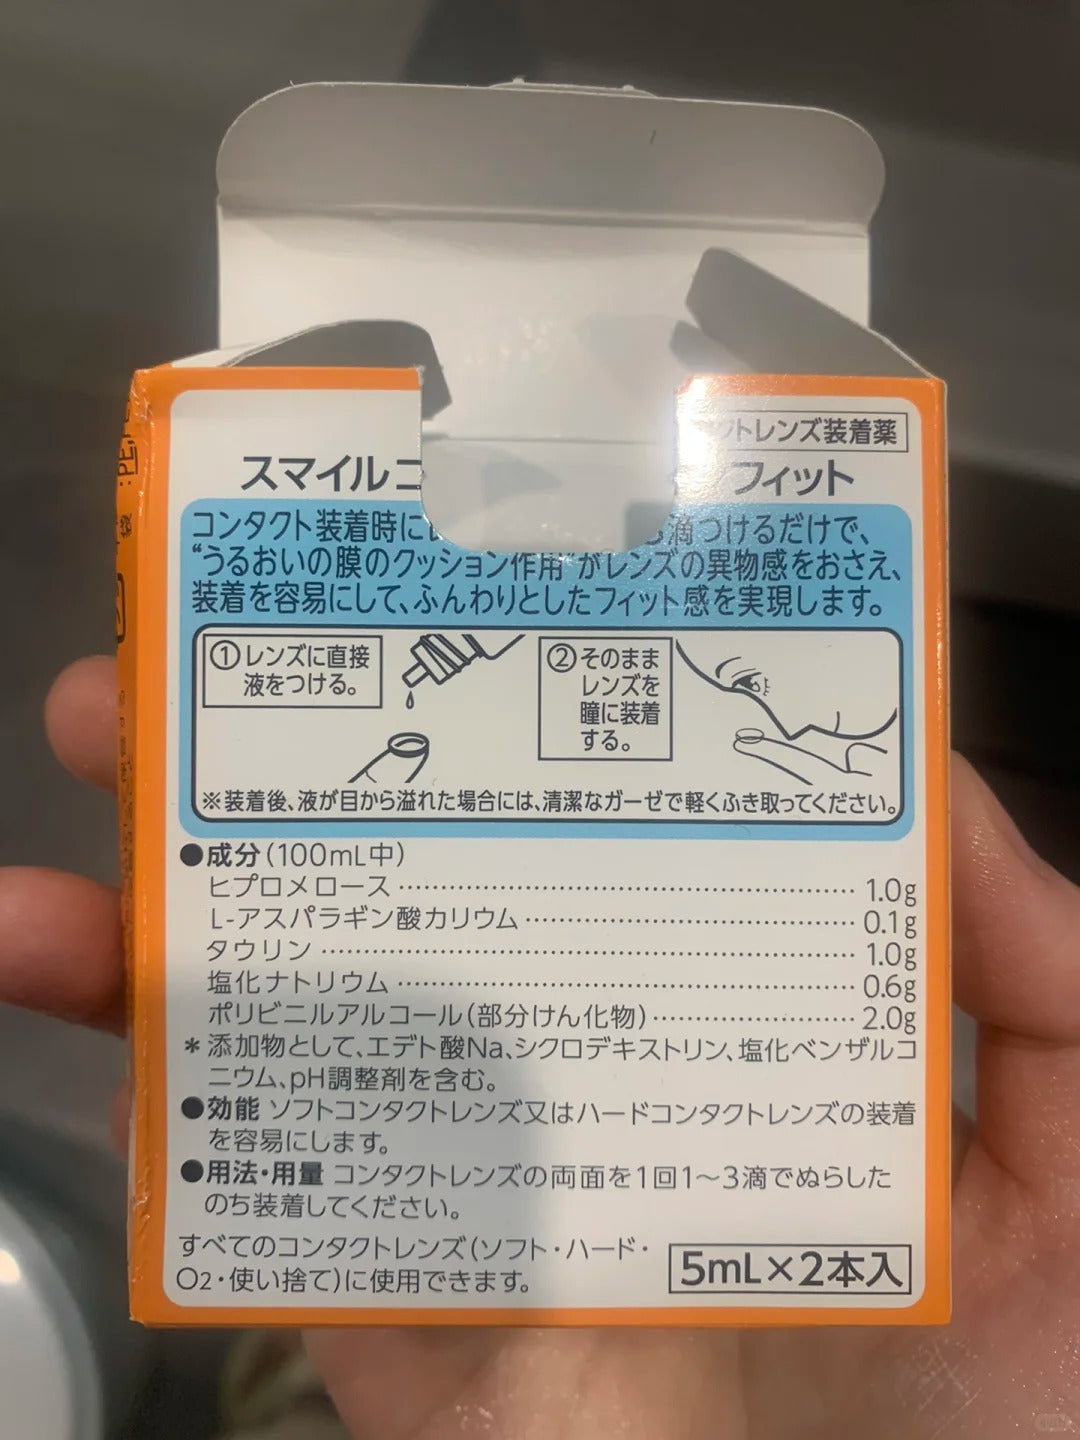 クトレンズ装着薬
スマイルコ フィット
コンタクト装着時に 滴つけるだけで、
“うるおいの膜のクッション作用”がレンズの異物感をおさえ、
装着を容易にして、ふんわりとしたフィット感を実現します。
①レンズに直接
液をつける。
②そのまま
レンズを
瞳に装着
する。
※装着後、液が目から溢れた場合には、清潔なガーゼで軽くふき取ってください。
●成分(100mL中)
ヒプロメロース 1.0g
L-アスパラギン酸カリウム 0.1g
タウリン 1.0g
塩化ナトリウム 0.6g
ポリビニルアルコール(部分けん化物) 2.0g
*添加物として、エデト酸Na、シクロデキストリン、塩化ベンザルコ
ニウム、pH調整剤を含む。
●効能 ソフトコンタクトレンズ又はハードコンタクトレンズの装着
を容易にします。
●用法・用量 コンタクトレンズの両面を1回1〜3滴でぬらした
のち装着してください。
すべてのコンタクトレンズ(ソフト・ハード・
O2・使い捨て)に使用できます。
5mL×2本入